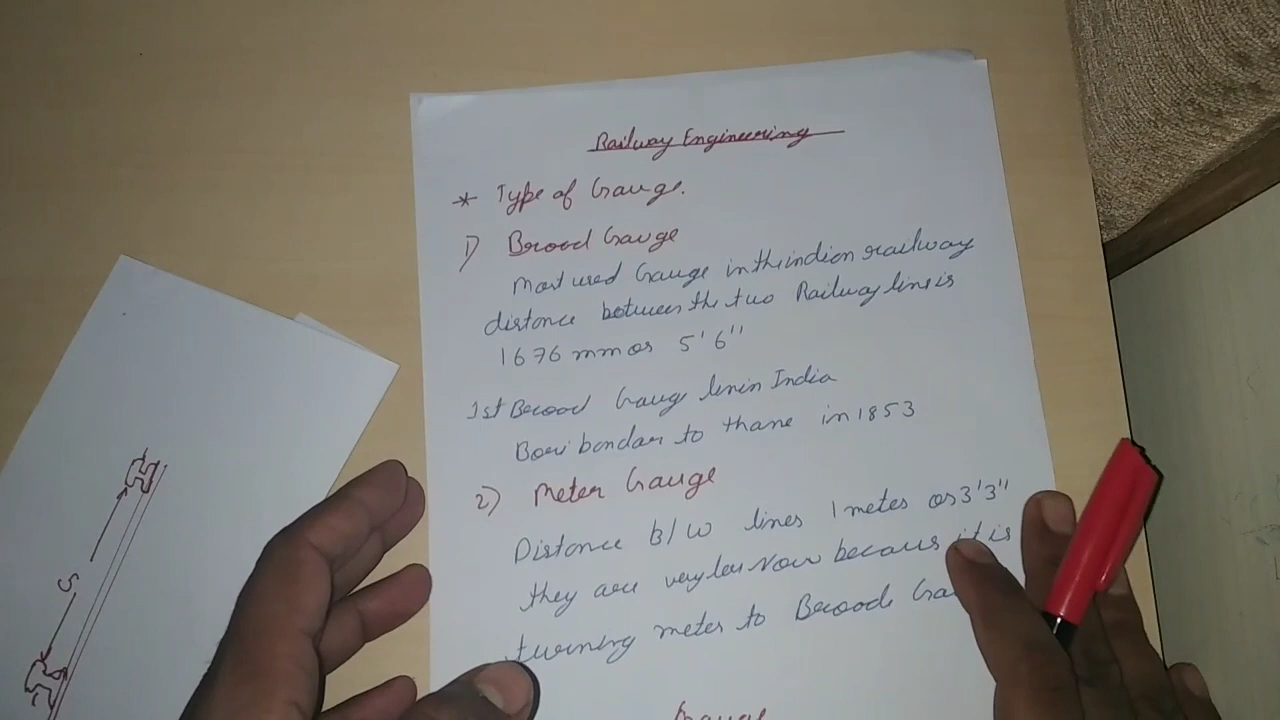 Railway Engineering
* Type of Gauge.
1) Broad Gauge
Most used Gauge in the indian railway
distance between the two Railway line is
1676 mm or 5'6"
1st Broad Gaug line in India
Bori bandar to thane in 1853
2) Meter Gauge
Distance B/W lines 1 meter or 3'3"
they are very less Now becaus it is
turning meter to Broad Ga
Gauge
S